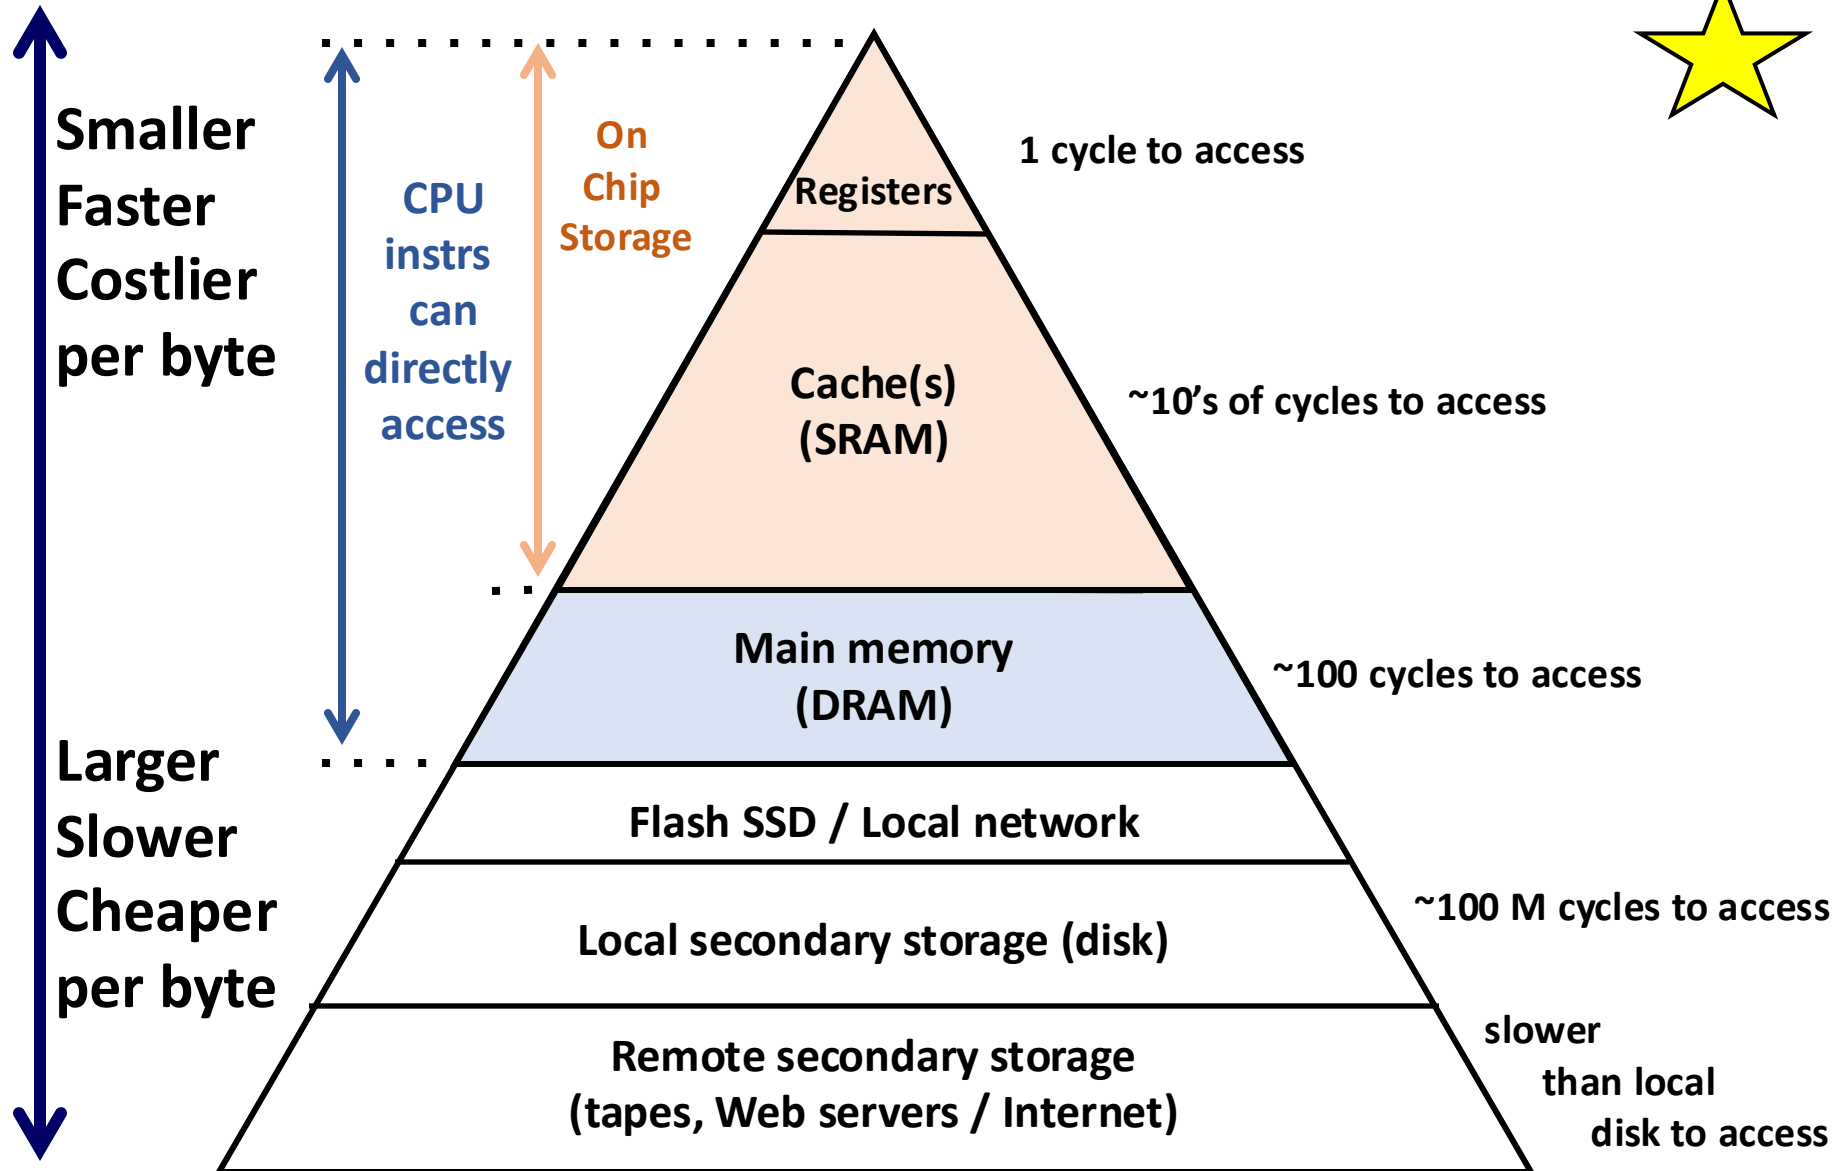 Smaller
Faster
Costlier
per byte
Larger
Slower
Cheaper
per byte
CPU
instrs
can
directly
access
On
Chip
Storage
Registers
1 cycle to access
Cache(s)
(SRAM)
~10’s of cycles to access
Main memory
(DRAM)
~100 cycles to access
Flash SSD / Local network
Local secondary storage (disk)
~100 M cycles to access
Remote secondary storage
(tapes, Web servers / Internet)
slower
than local
disk to access